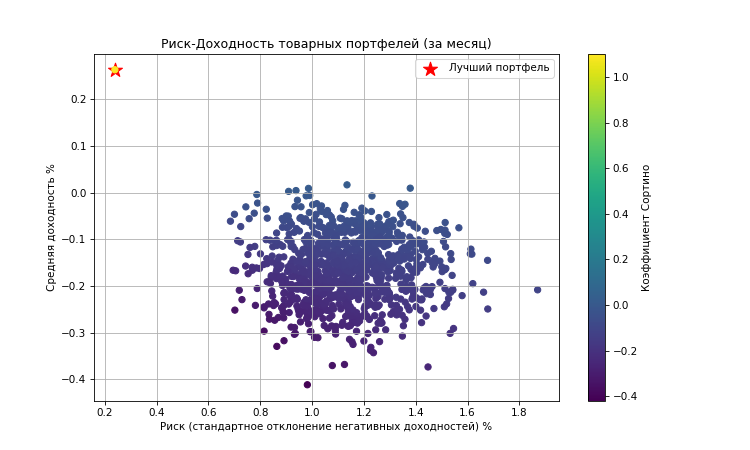 Риск-Доходность товарных портфелей (за месяц)
Лучший портфель
Средняя доходность %
0.2
0.1
0.0
−0.1
−0.2
−0.3
−0.4
0.2 0.4 0.6 0.8 1.0 1.2 1.4 1.6 1.8
Риск (стандартное отклонение негативных доходностей) %
1.0
0.8
0.6
0.4
0.2
0.0
−0.2
−0.4
Коэффициент Сортино